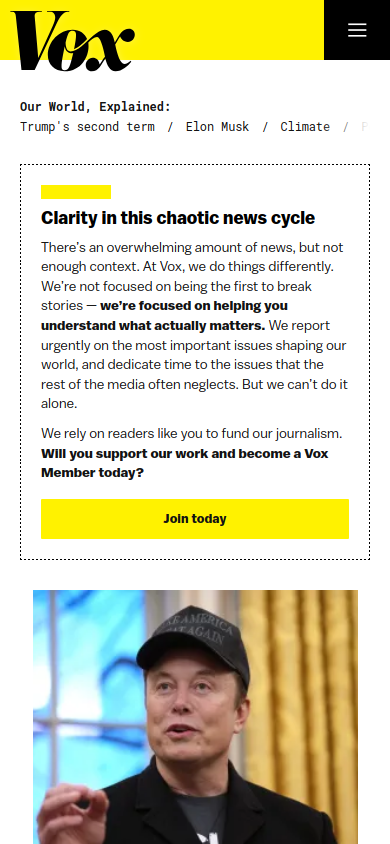 Vox
Our World, Explained:
Trump's second term / Elon Musk / Climate / P
Clarity in this chaotic news cycle
There's an overwhelming amount of news, but not
enough context. At Vox, we do things differently.
We're not focused on being the first to break
stories — we're focused on helping you
understand what actually matters. We report
urgently on the most important issues shaping our
world, and dedicate time to the issues that the
rest of the media often neglects. But we can't do it
alone.
We rely on readers like you to fund our journalism.
Will you support our work and become a Vox
Member today?
Join today
AMERICA
AGAIN